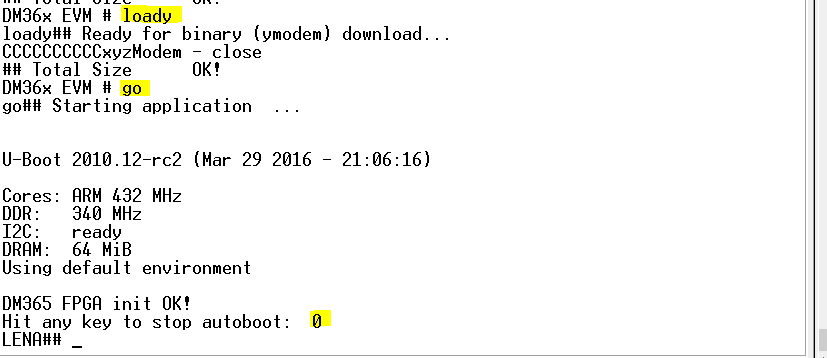 ## Total Size      OK!
DM36x EVM # loady
loady## Ready for binary (ymodem) download...
CCCCCCCCCCxyzModem - close
## Total Size      OK!
DM36x EVM # go
go## Starting application  ...
U-Boot 2010.12-rc2 (Mar 29 2016 - 21:06:16)
Cores: ARM 432 MHz
DDR:   340 MHz
I2C:   ready
DRAM:  64 MiB
Using default environment
DM365 FPGA init OK!
Hit any key to stop autoboot:  0
LENA## _